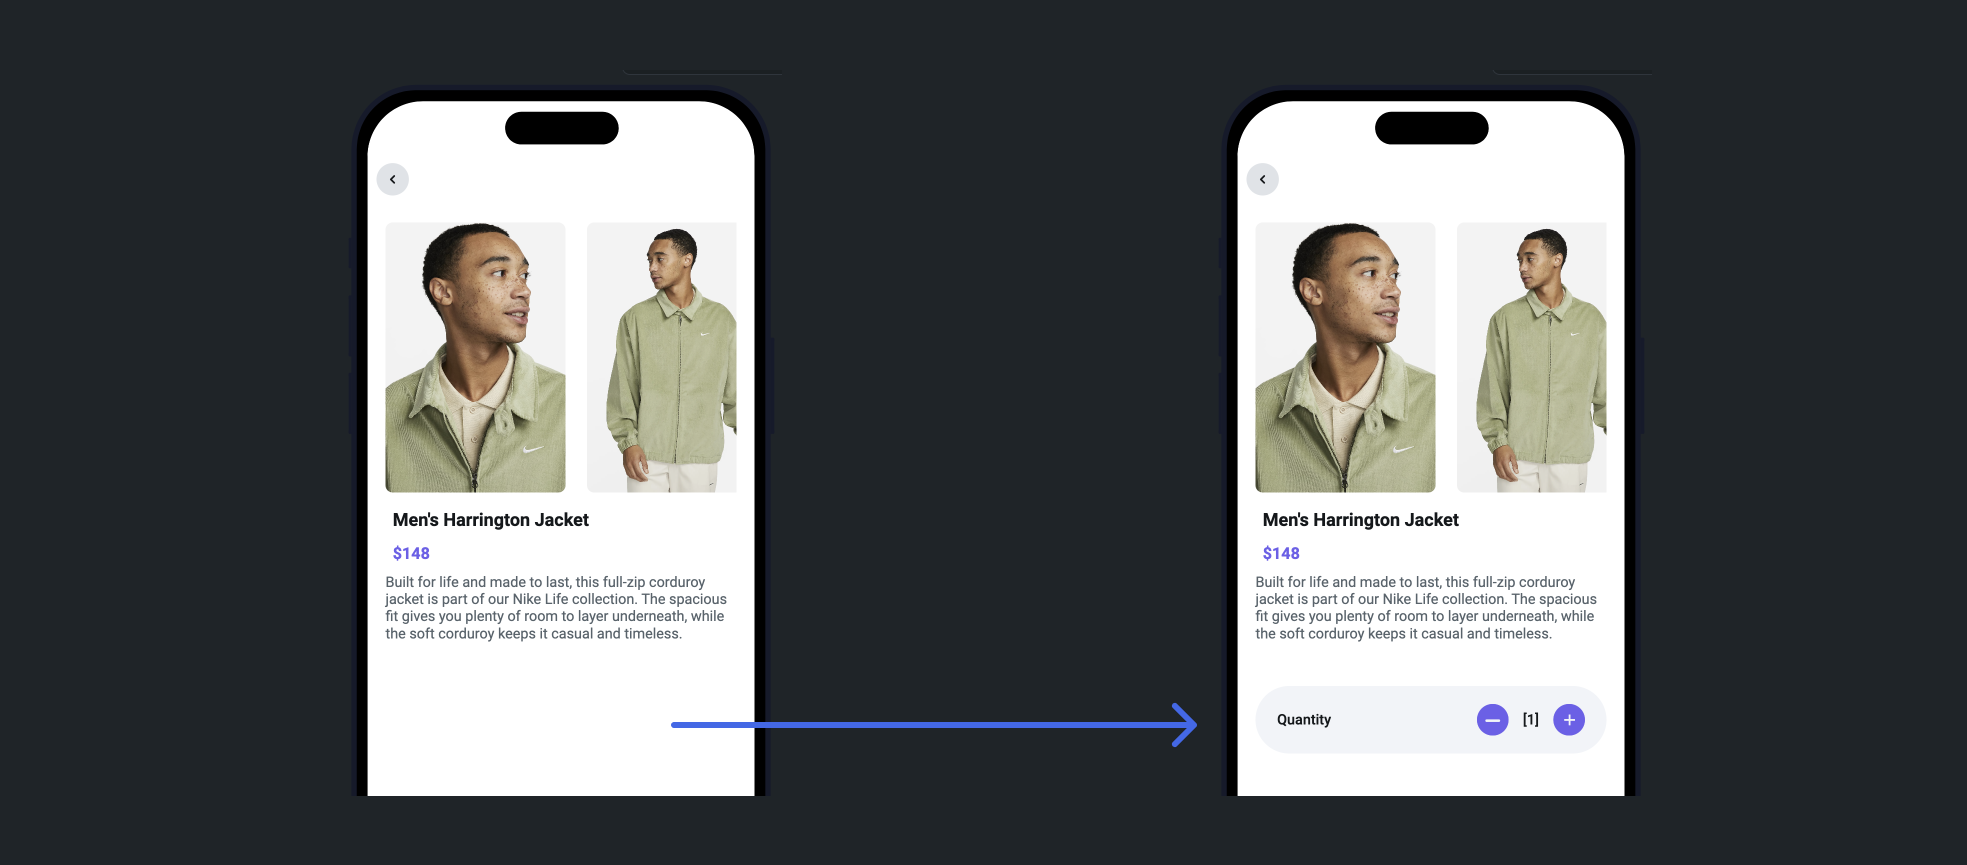 Men's Harrington Jacket
$148
Built for life and made to last, this full-zip corduroy
jacket is part of our Nike Life collection. The spacious
fit gives you plenty of room to layer underneath, while
the soft corduroy keeps it casual and timeless.
Men's Harrington Jacket
$148
Built for life and made to last, this full-zip corduroy
jacket is part of our Nike Life collection. The spacious
fit gives you plenty of room to layer underneath, while
the soft corduroy keeps it casual and timeless.
Quantity [1]